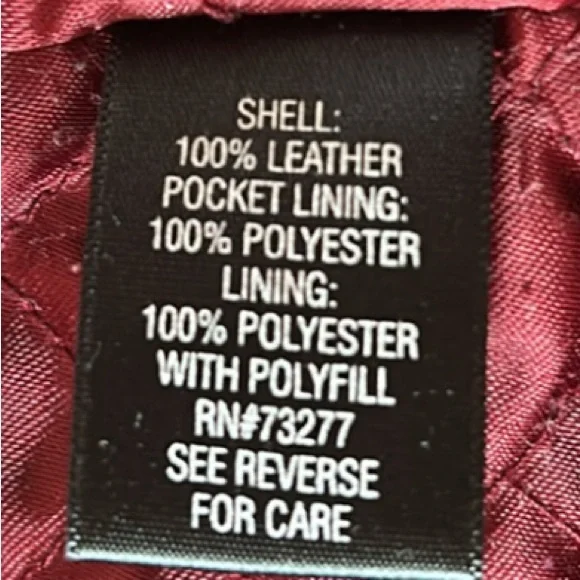 SHELL:
100% LEATHER
POCKET LINING:
100% POLYESTER
LINING:
100% POLYESTER
WITH POLYFILL
RN#73277
SEE REVERSE
FOR CARE